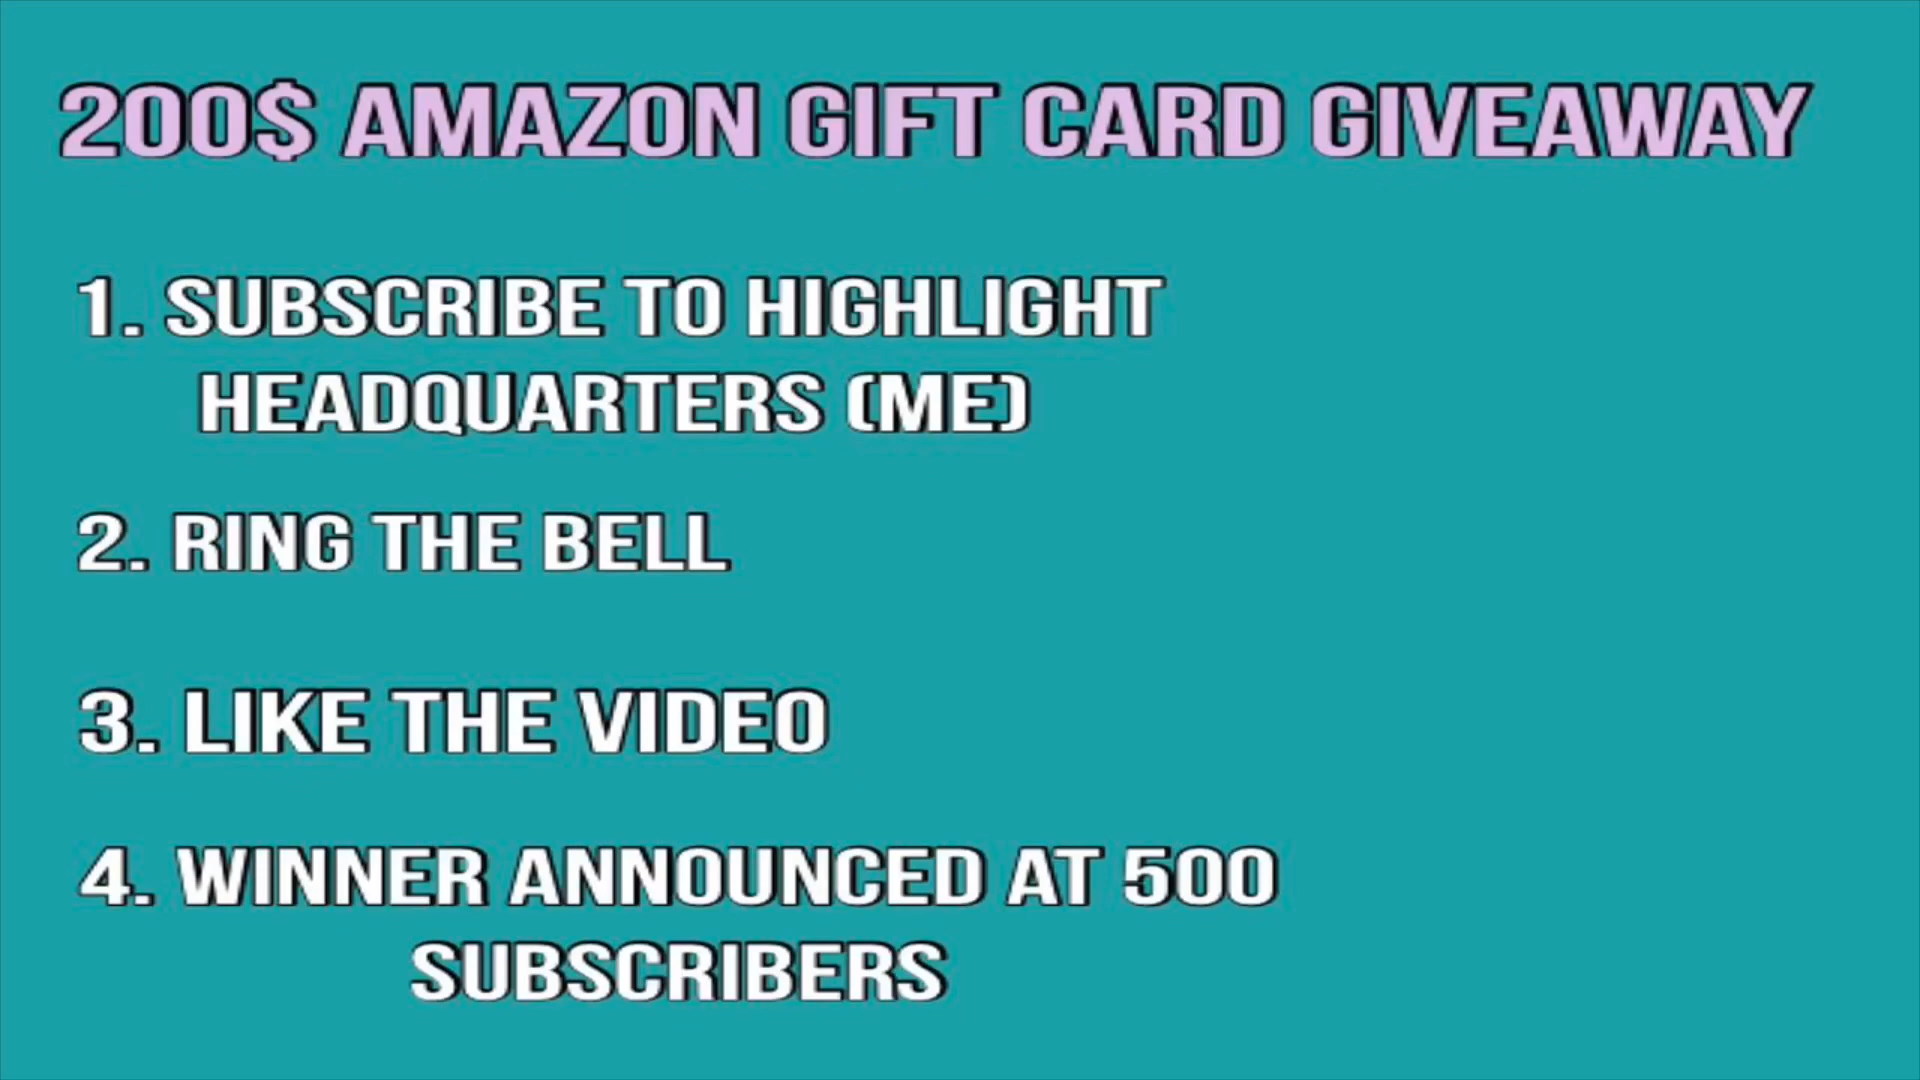 200$ AMAZON GIFT CARD GIVEAWAY
1. SUBSCRIBE TO HIGHLIGHT
HEADQUARTERS (ME)
2. RING THE BELL
3. LIKE THE VIDEO
4. WINNER ANNOUNCED AT 500
SUBSCRIBERS